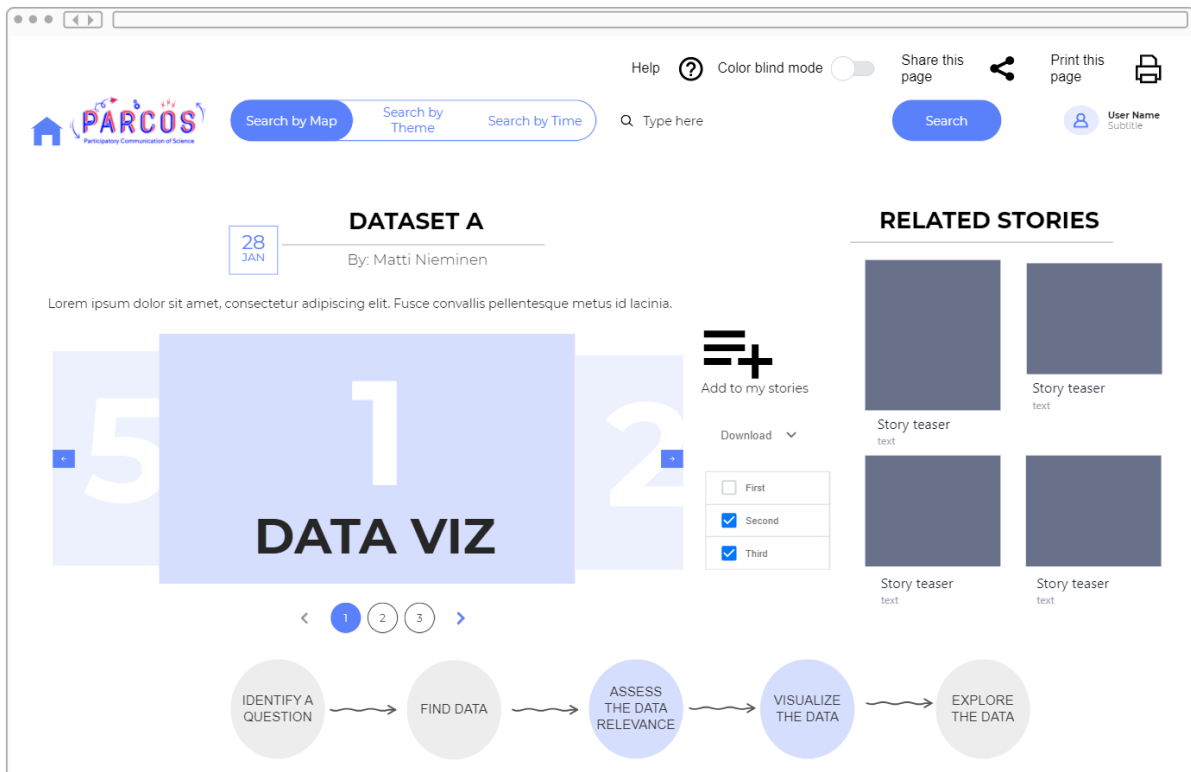 Help
Color blind mode
Share this
page
Print this
page
PARCOS
Participatory Communication of Science
Search by Map
Search by
Theme
Search by Time
Type here
Search
User Name
Subtitle
DATASET A
28
JAN
By: Matti Nieminen
Lorem ipsum dolor sit amet, consectetur adipiscing elit. Fusce convallis pellentesque metus id lacinia.
5
1
DATA VIZ
2
1
2
3
Add to my stories
Download
First
Second
Third
RELATED STORIES
Story teaser
text
Story teaser
text
Story teaser
text
Story teaser
text
IDENTIFY A
QUESTION
FIND DATA
ASSESS
THE DATA
RELEVANCE
VISUALIZE
THE DATA
EXPLORE
THE DATA